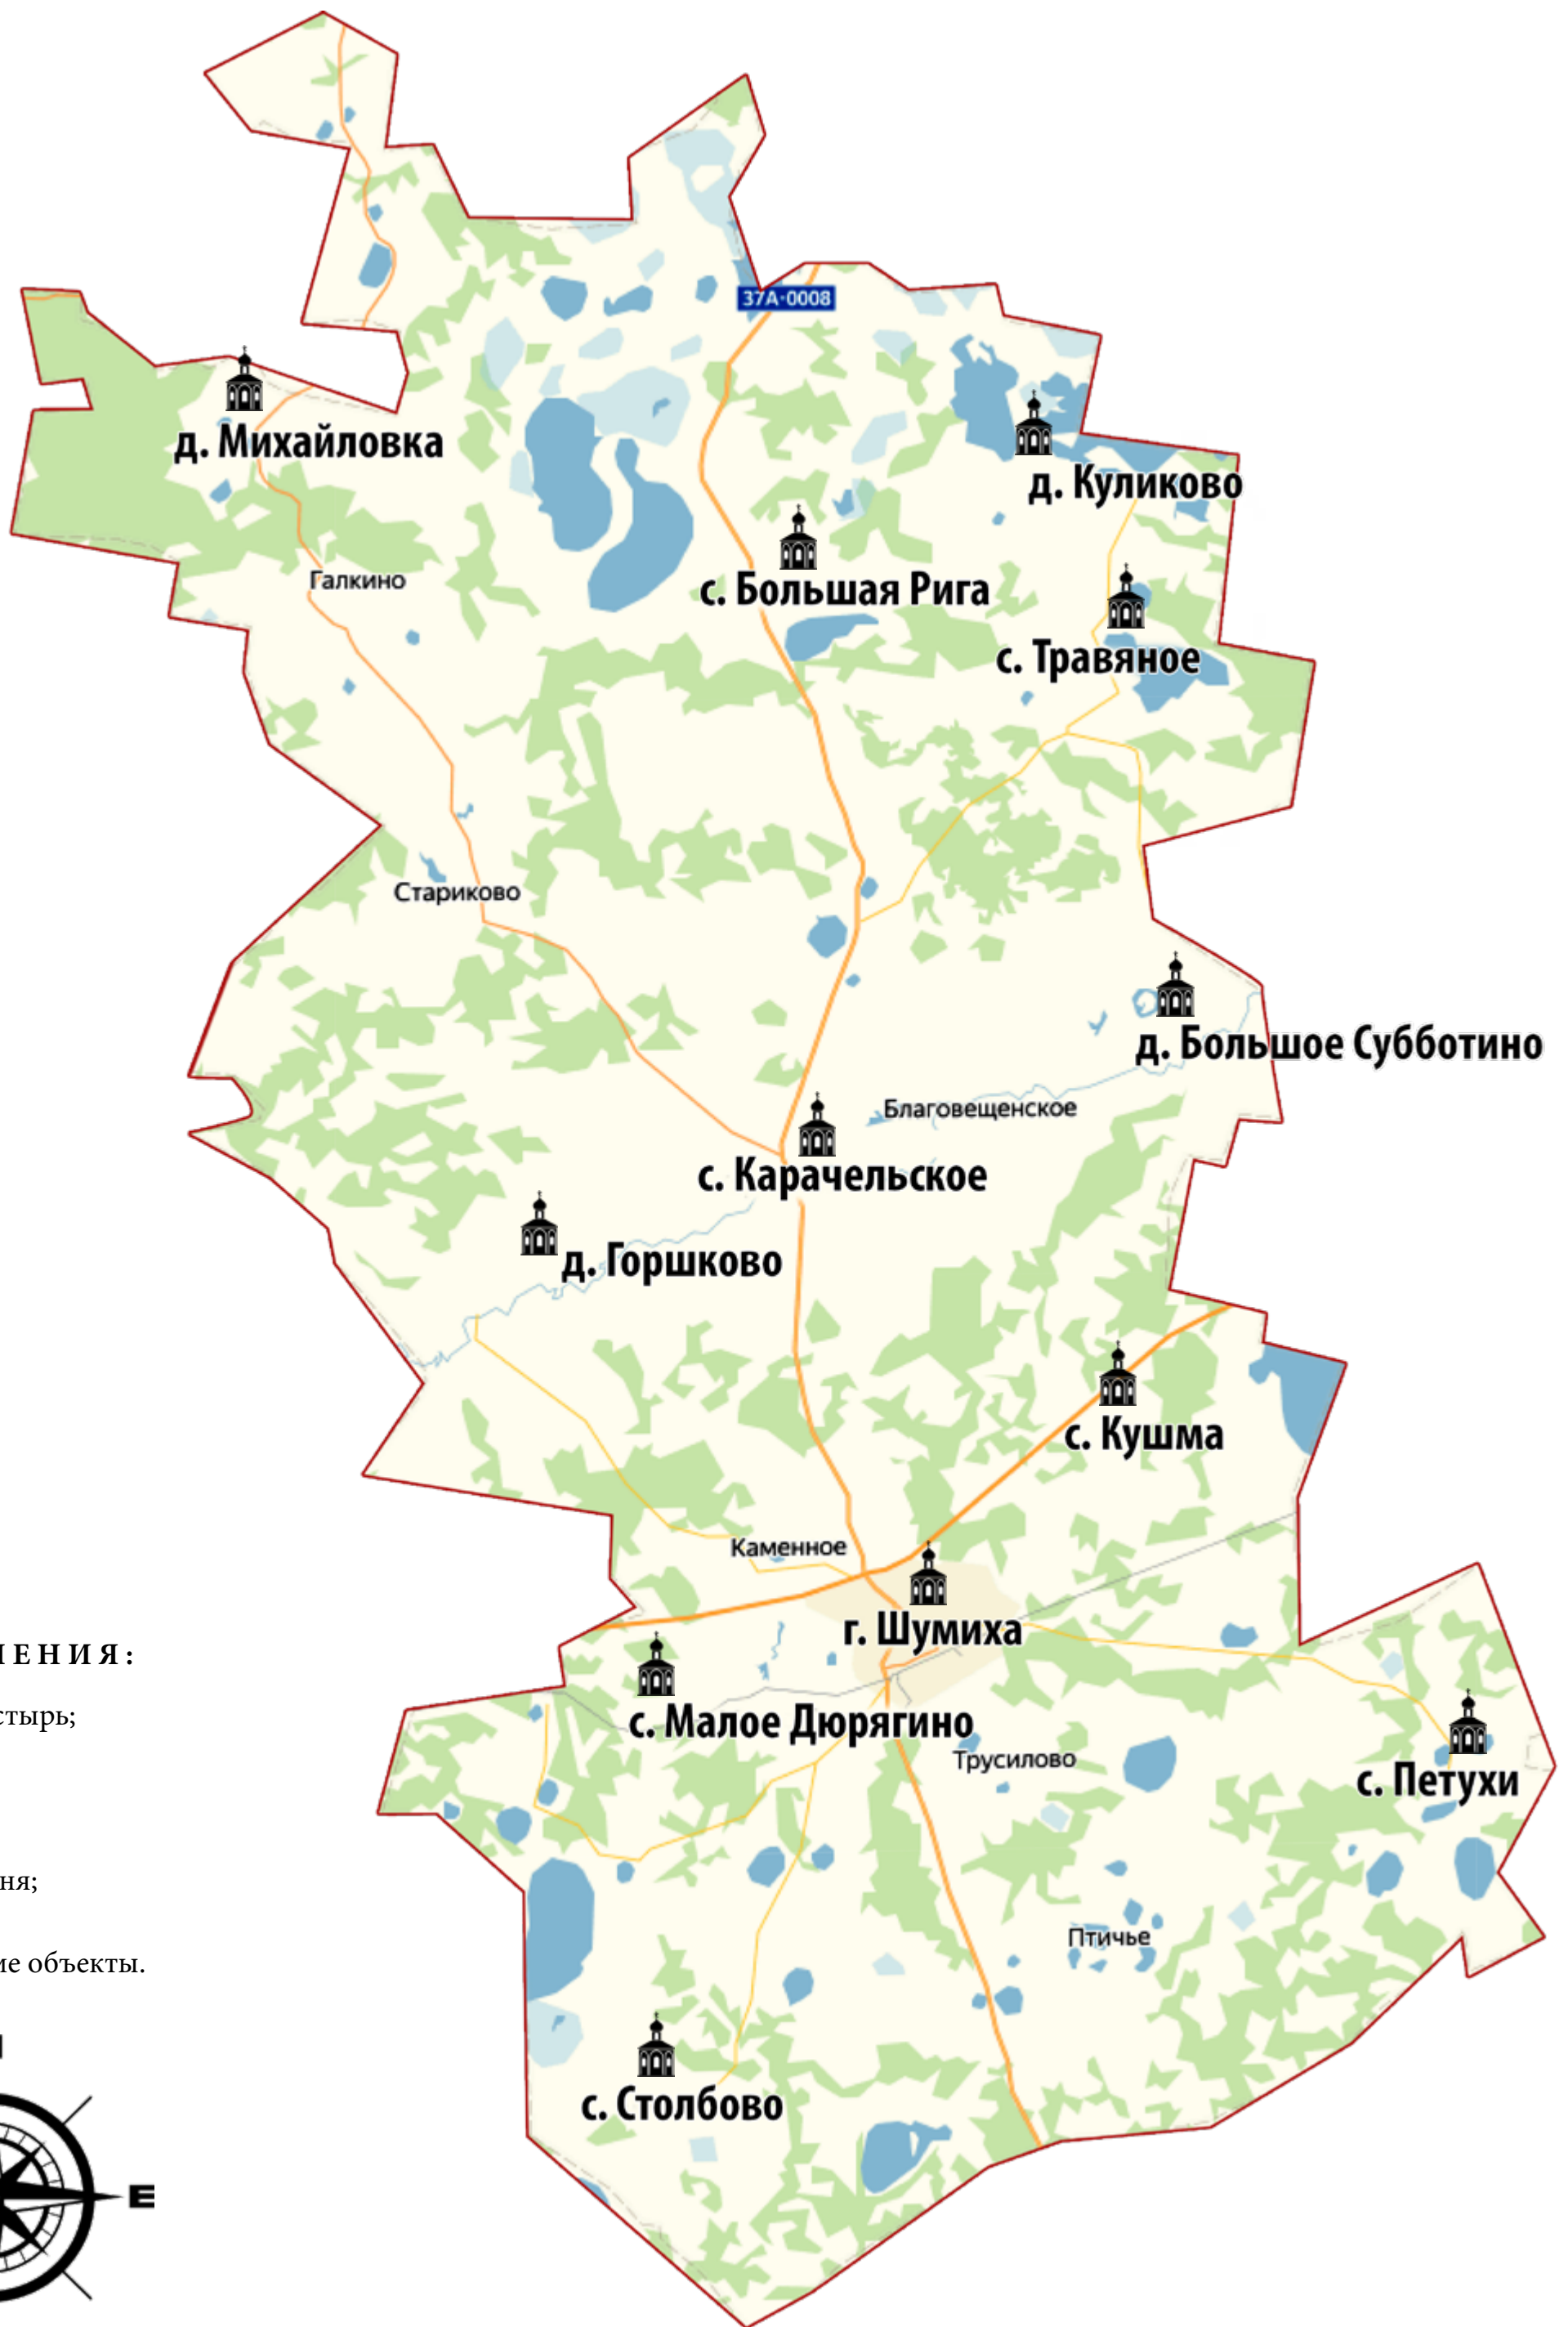 37А-0008
д. Михайловка
д. Куликово
Галкино
с. Большая Рига
с. Травяное
Стариково
д. Большое Субботино
Благовещенское
с. Карачельское
д. Горшково
с. Кушма
Каменное
г. Шумиха
ЕНИЯ:
стырь;
с. Малое Дюрягино
Трусилово
с. Петухи
ня;
Птичье
ие объекты.
с. Столбово
E